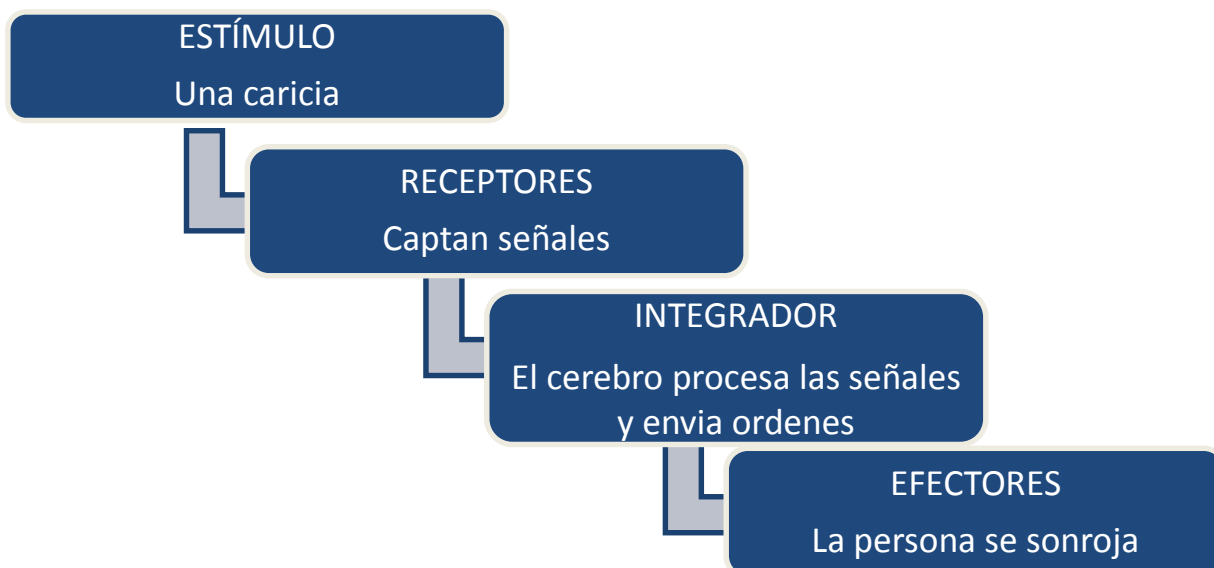 ESTÍMULO
Una caricia
RECEPTORES
Captan señales
INTEGRADOR
El cerebro procesa las señales
y envia ordenes
EFECTORES
La persona se sonroja